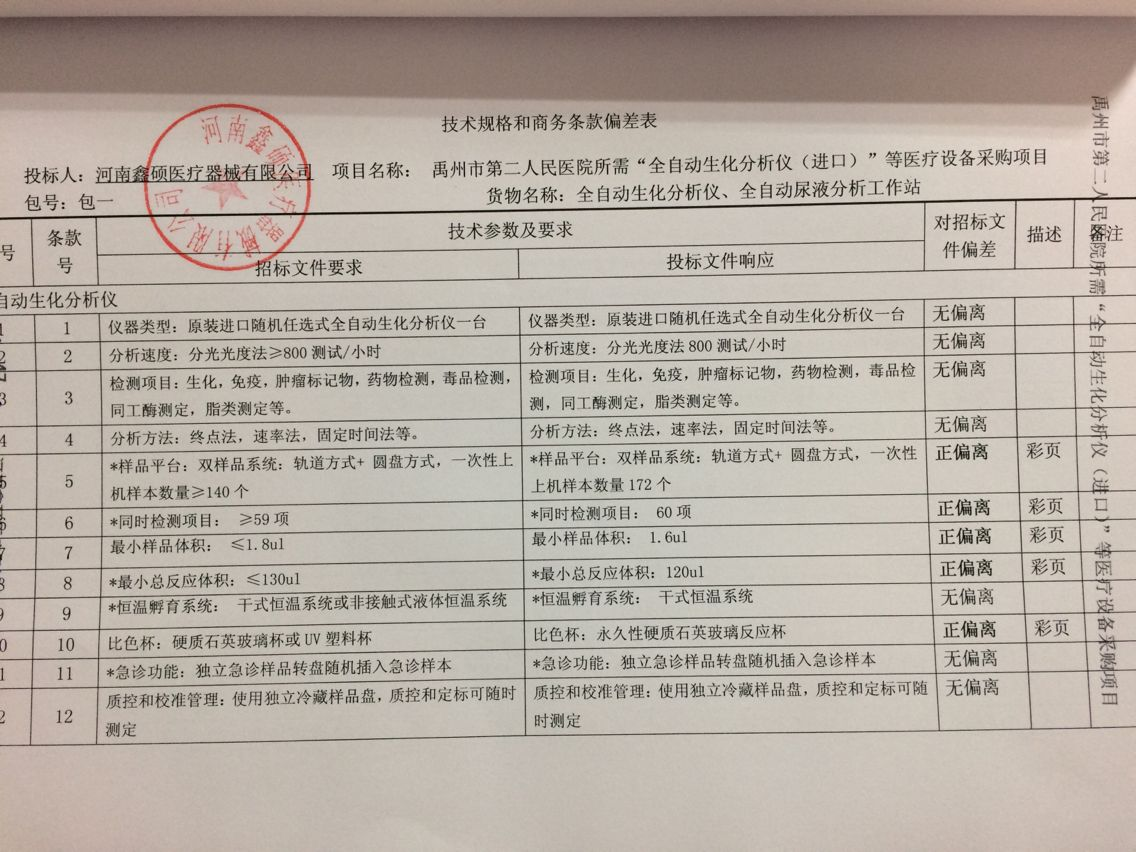 技术规格和商务条款偏差表
投标人：河南鑫硕医疗器械有限公司 项目名称： 禹州市第二人民医院所需“全自动生化分析仪（进口）”等医疗设备采购项目
包号：包一 货物名称：全自动生化分析仪、全自动尿液分析工作站
河南鑫硕医疗器械有限公司
号 条款号 技术参数及要求 对招标文件偏差 描述 备注
招标文件要求 投标文件响应
自动生化分析仪
1 1 仪器类型：原装进口随机任选式全自动生化分析仪一台 仪器类型：原装进口随机任选式全自动生化分析仪一台 无偏离
2 2 分析速度：分光光度法≥800 测试/小时 分析速度：分光光度法 800 测试/小时 无偏离
3 3 检测项目：生化，免疫，肿瘤标记物，药物检测，毒品检测， 检测项目：生化，免疫，肿瘤标记物，药物检测，毒品检 无偏离
同工酶测定，脂类测定等。 测，同工酶测定，脂类测定等。
4 4 分析方法：终点法，速率法，固定时间法等。 分析方法：终点法，速率法，固定时间法等。 无偏离
5 5 *样品平台：双样品系统：轨道方式+ 圆盘方式，一次性上 *样品平台：双样品系统：轨道方式+ 圆盘方式，一次性 正偏离 彩页
机样本数量≥140 个 上机样本数量 172 个
6 6 *同时检测项目： ≥59 项 *同时检测项目： 60 项 正偏离 彩页
7 7 最小样品体积： ≤1.8ul 最小样品体积： 1.6ul 正偏离 彩页
8 8 *最小总反应体积：≤130ul *最小总反应体积：120ul 正偏离 彩页
9 9 *恒温孵育系统： 干式恒温系统或非接触式液体恒温系统 *恒温孵育系统： 干式恒温系统 无偏离
0 10 比色杯：硬质石英玻璃杯或 UV 塑料杯 比色杯：永久性硬质石英玻璃反应杯 正偏离 彩页
1 11 *急诊功能：独立急诊样品转盘随机插入急诊样本 *急诊功能：独立急诊样品转盘随机插入急诊样本 无偏离
2 12 质控和校准管理：使用独立冷藏样品盘，质控和定标可随时 质控和校准管理：使用独立冷藏样品盘，质控和定标可随 无偏离
测定 时测定
禹州市第二人民医院所需“全自动生化分析仪（进口）”等医疗设备采购项目